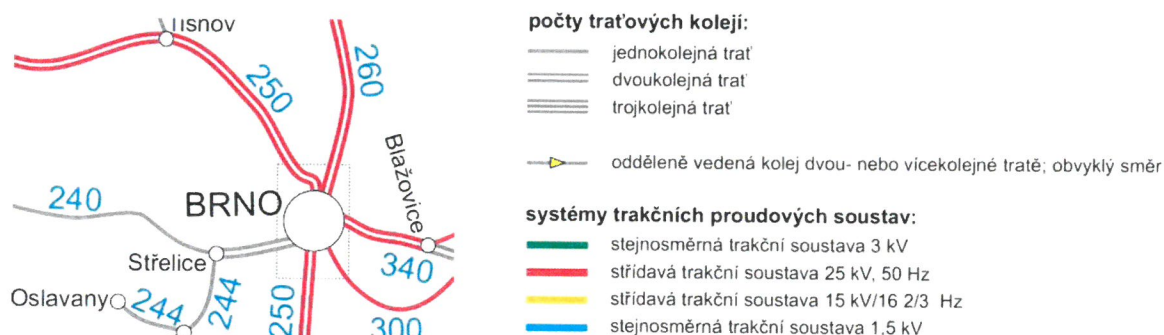 Tišnov
250
260
Blažovice
240
BRNO
Střelice
340
Oslavany
244
244
250
300
počty traťových kolejí:
jednokolejná trať
dvoukolejná trať
trojkolejná trať
odděleně vedená kolej dvou- nebo vícekolejné tratě; obvyklý směr
systémy trakčních proudových soustav:
stejnosměrná trakční soustava 3 kV
střídavá trakční soustava 25 kV, 50 Hz
střídavá trakční soustava 15 kV/16 2/3 Hz
stejnosměrná trakční soustava 1,5 kV